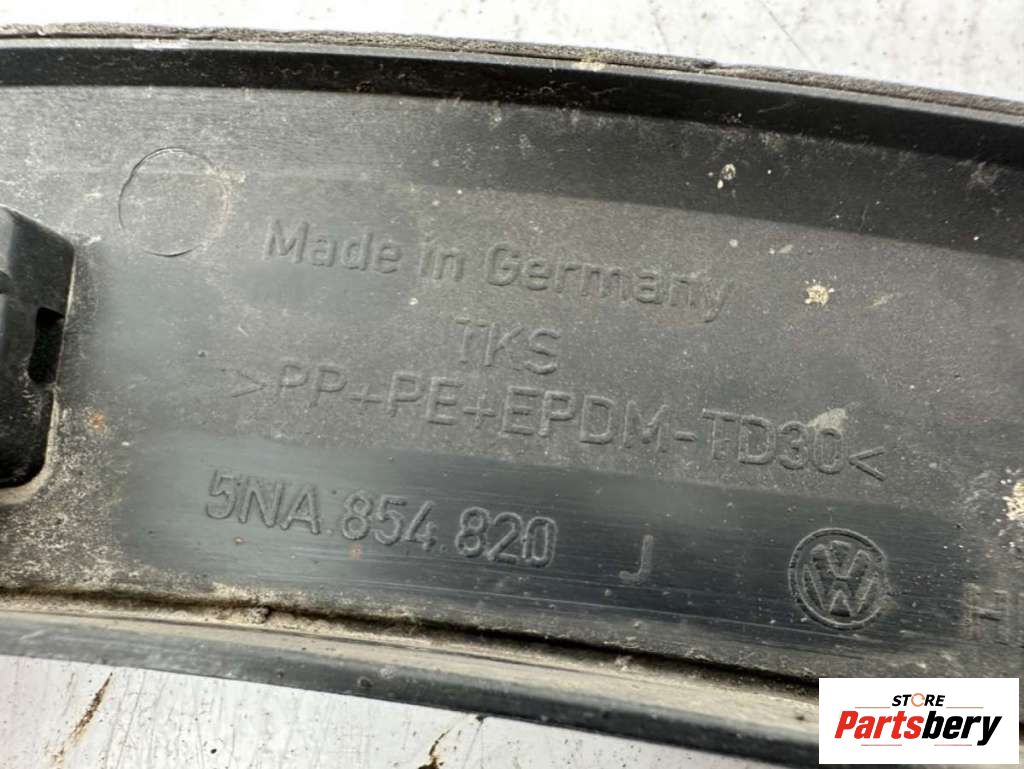 Made in Germany
TKS
>PP+PE+EPDM-TD30<
5NA 854 820 J
H
STORE
Partsbery